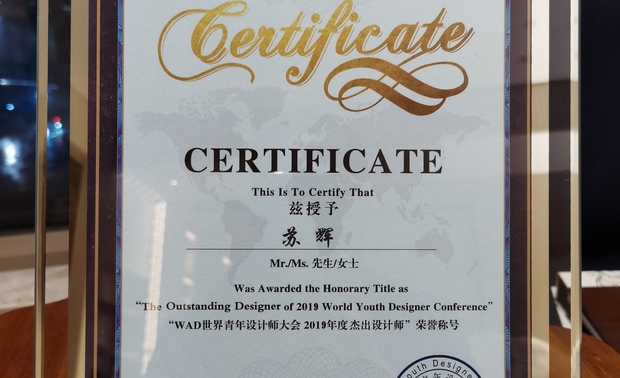 Certificate
CERTIFICATE
This Is To Certify That
兹授予
苏辉
Mr./Ms. 先生/女士
Was Awarded the Honorary Title as
“The Outstanding Designer of 2019 World Youth Designer Conference”
“WAD世界青年设计师大会 2019年度杰出设计师”荣誉称号
outh Designe